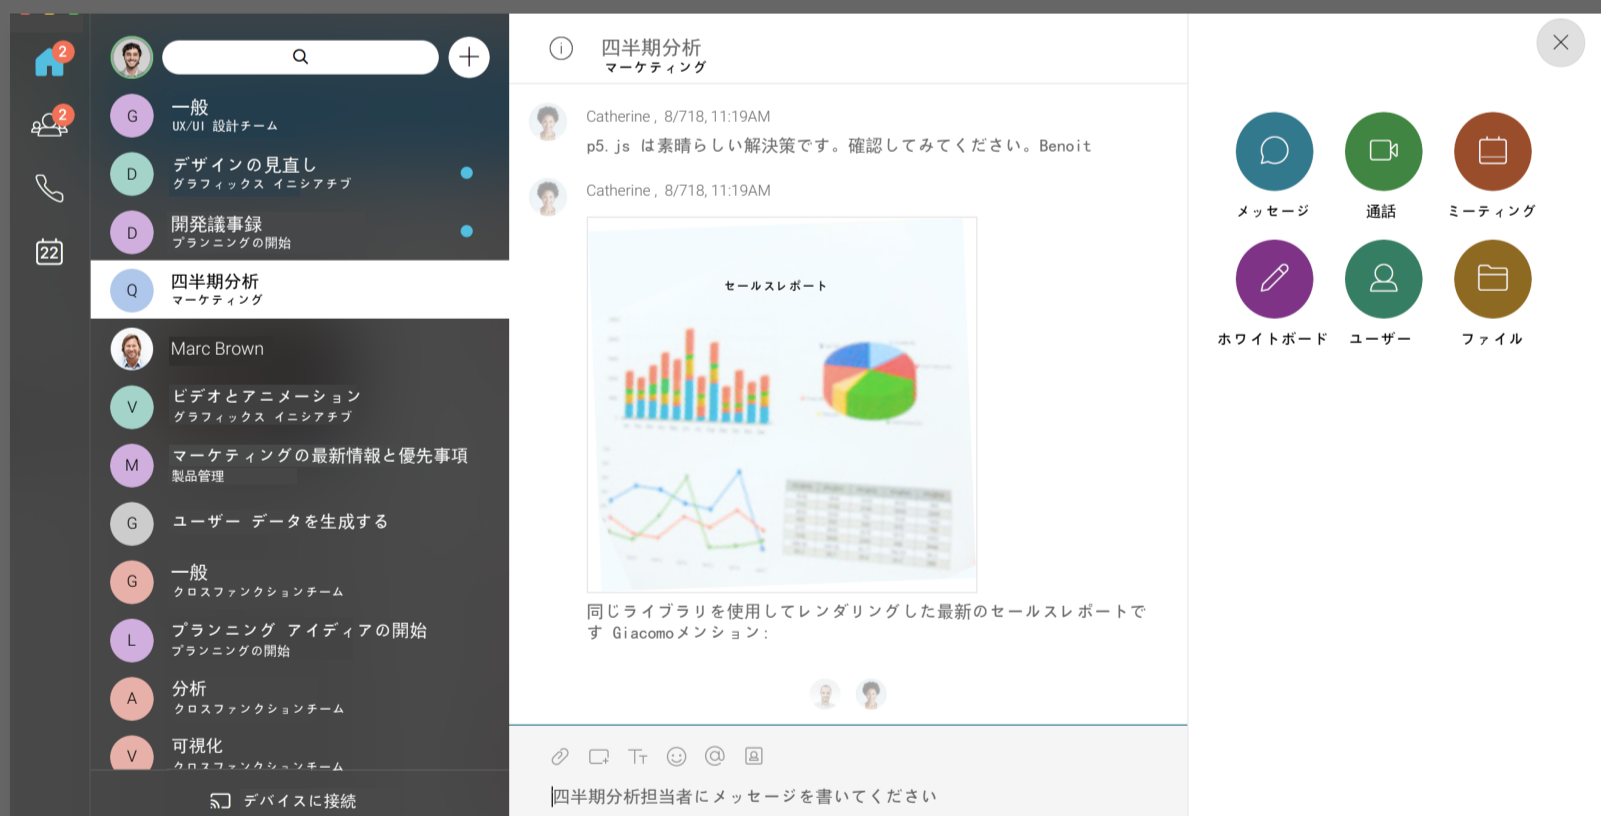 2
2
22
G
一般
UX/UI 設計チーム
D
デザインの見直し
グラフィックス イニシアチブ
D
開発議事録
プランニングの開始
Q
四半期分析
マーケティング
Marc Brown
V
ビデオとアニメーション
グラフィックス イニシアチブ
M
マーケティングの最新情報と優先事項
製品管理
G
ユーザー データを生成する
G
一般
クロスファンクションチーム
L
プランニング アイディアの開始
プランニングの開始
A
分析
クロスファンクションチーム
V
可視化
クロスファンクションチーム
デバイスに接続
四半期分析
マーケティング
Catherine , 8/718, 11:19AM
p5.js は素晴らしい解決策です。確認してみてください。Benoit
Catherine , 8/718, 11:19AM
セールスレポート
同じライブラリを使用してレンダリングした最新のセールスレポートで
す Giacomoメンション:
四半期分析担当者にメッセージを書いてください
メッセージ
通話
ミーティング
ホワイトボード
ユーザー
ファイル